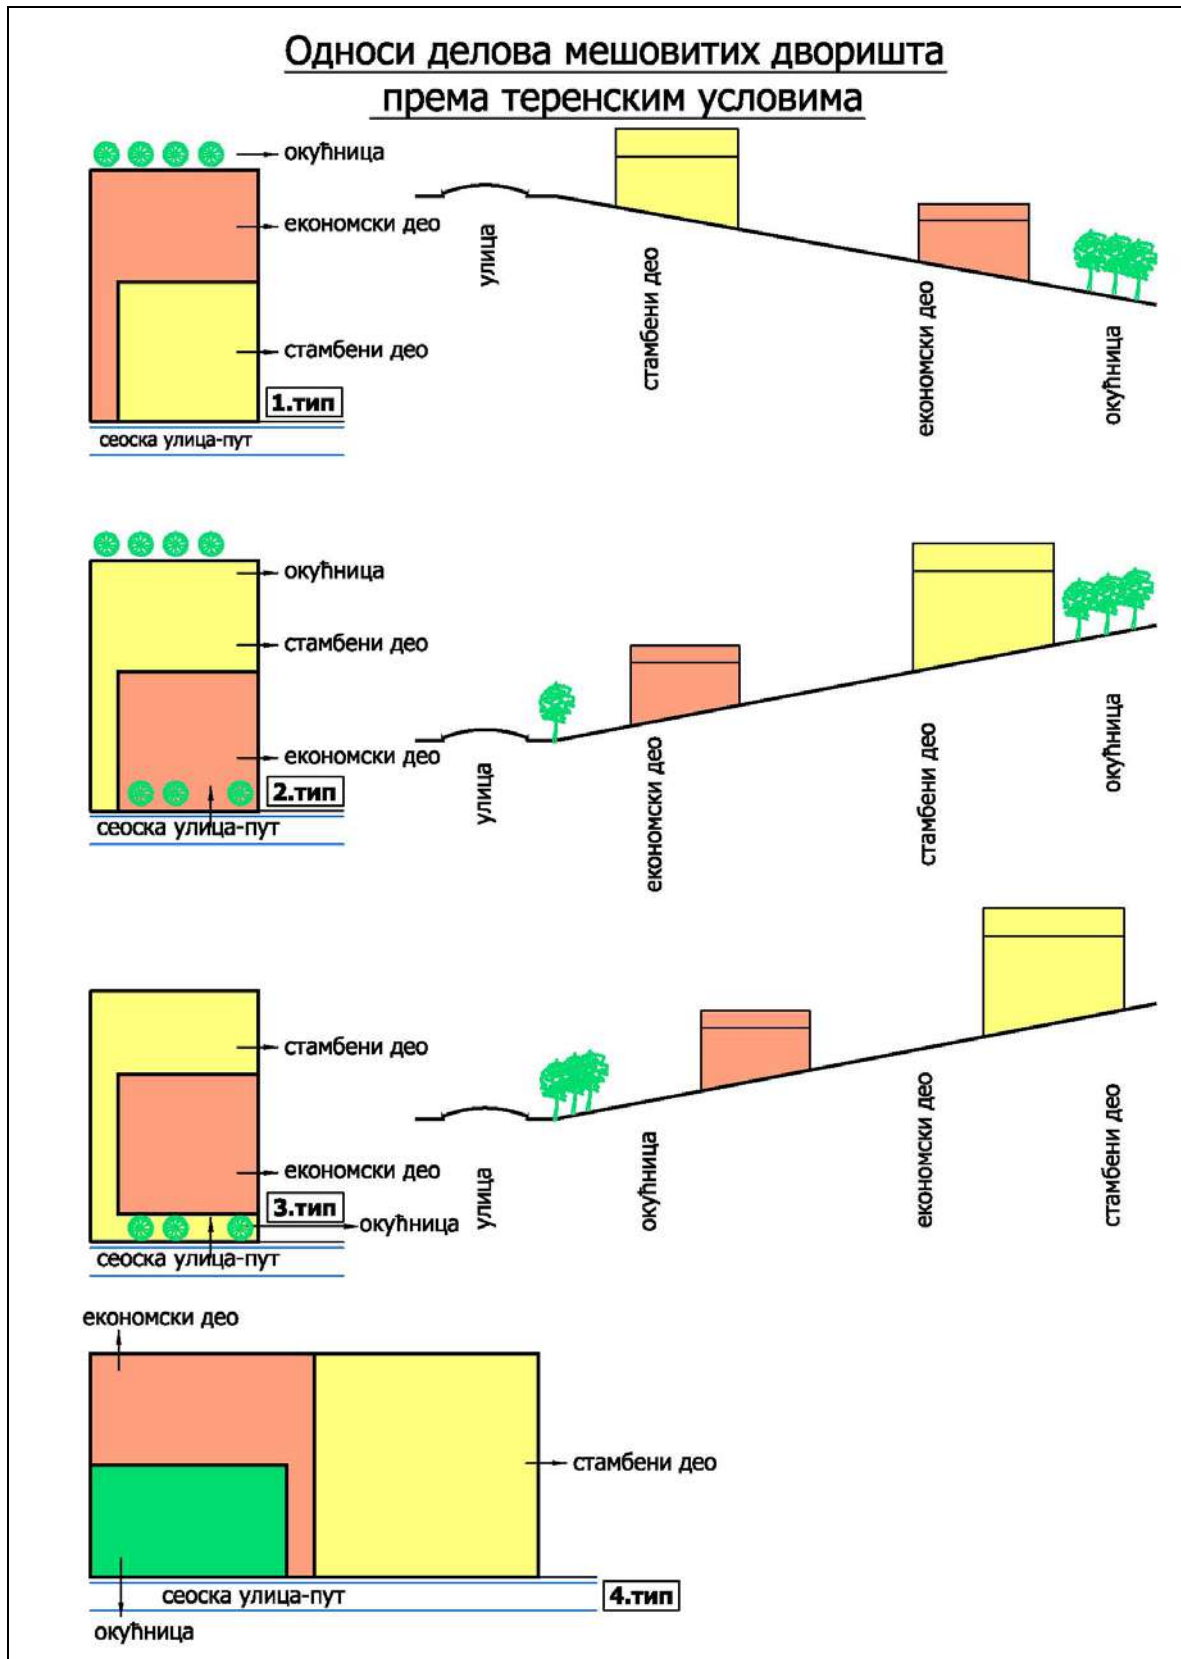 Односи делова мешовитих дворишта
према теренским условима
окућница
економски део
стамбени део
1.тип
сеоска улица-пут
улица
стамбени део
економски део
окућница
окућница
стамбени део
економски део
2.тип
сеоска улица-пут
улица
економски део
стамбени део
окућница
стамбени део
економски део
3.тип
окућница
сеоска улица-пут
улица
окућница
економски део
стамбени део
економски део
стамбени део
сеоска улица-пут
4.тип
окућница